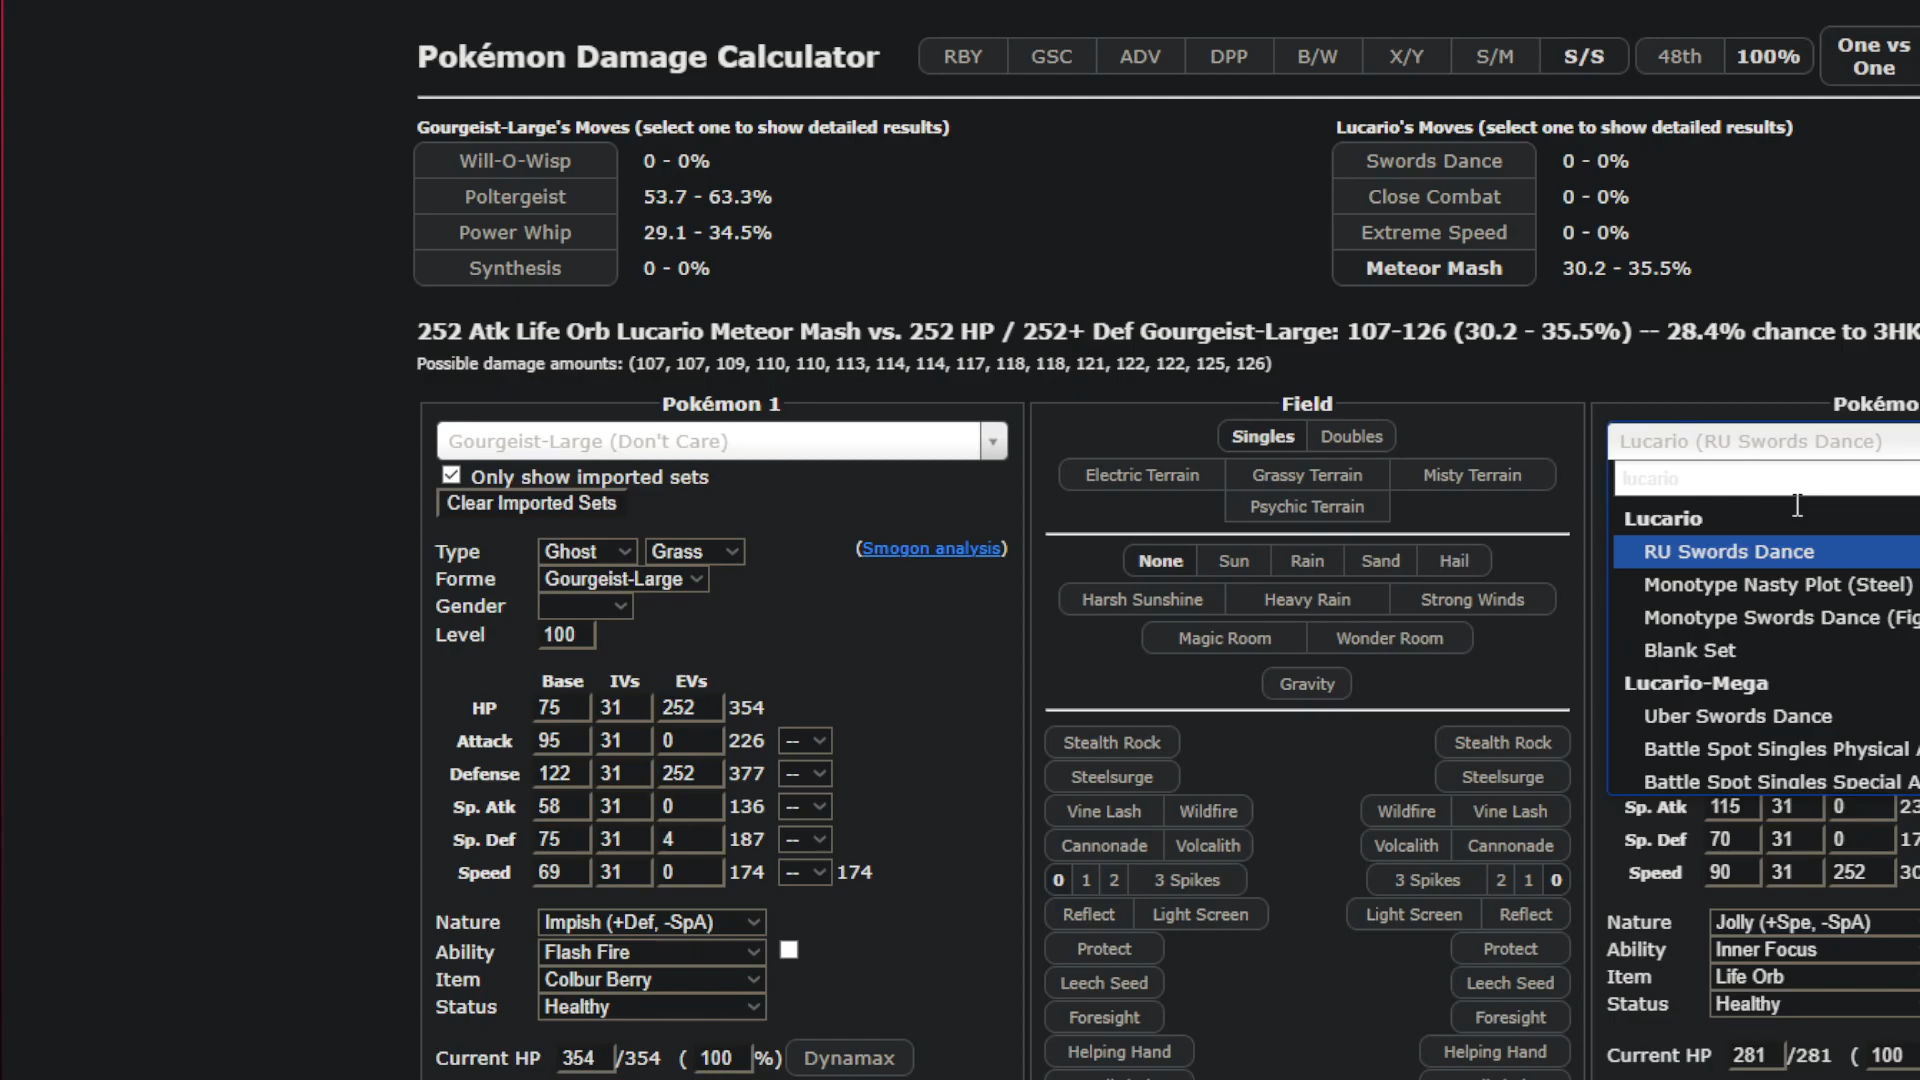 Pokémon Damage Calculator
RBY GSC ADV DPP B/W X/Y S/M S/S
48th 100%
One vs
One
Gourgeist-Large's Moves (select one to show detailed results)
Will-O-Wisp 0 - 0%
Poltergeist 53.7 - 63.3%
Power Whip 29.1 - 34.5%
Synthesis 0 - 0%
Lucario's Moves (select one to show detailed results)
Swords Dance 0 - 0%
Close Combat 0 - 0%
Extreme Speed 0 - 0%
Meteor Mash 30.2 - 35.5%
252 Atk Life Orb Lucario Meteor Mash vs. 252 HP / 252+ Def Gourgeist-Large: 107-126 (30.2 - 35.5%) -- 28.4% chance to 3HK
Possible damage amounts: (107, 107, 109, 110, 110, 113, 114, 114, 117, 118, 118, 121, 122, 122, 125, 126)
Pokémon 1
Gourgeist-Large (Don't Care)
Only show imported sets
Clear Imported Sets
Type Ghost Grass (Smogon analysis)
Forme Gourgeist-Large
Gender
Level 100
Base IVs EVs
HP 75 31 252 354
Attack 95 31 0 226 --
Defense 122 31 252 377 --
Sp. Atk 58 31 0 136 --
Sp. Def 75 31 4 187 --
Speed 69 31 0 174 -- 174
Nature Impish (+Def, -SpA)
Ability Flash Fire
Item Colbur Berry
Status Healthy
Current HP 354 /354 ( 100 %) Dynamax
Field
Singles Doubles
Electric Terrain Grassy Terrain Misty Terrain
Psychic Terrain
None Sun Rain Sand Hail
Harsh Sunshine Heavy Rain Strong Winds
Magic Room Wonder Room
Gravity
Stealth Rock Stealth Rock
Steelsurge Steelsurge
Vine Lash Wildfire Wildfire Vine Lash
Cannonade Volcalith Volcalith Cannonade
0 1 2 3 Spikes 3 Spikes 2 1 0
Reflect Light Screen Light Screen Reflect
Protect Protect
Leech Seed Leech Seed
Foresight Foresight
Helping Hand Helping Hand
Pokémo
Lucario (RU Swords Dance)
lucario
Lucario
RU Swords Dance
Monotype Nasty Plot (Steel)
Monotype Swords Dance (Fig
Blank Set
Lucario-Mega
Uber Swords Dance
Battle Spot Singles Physical A
Battle Spot Singles Special A
Sp. Atk 115 31 0 23
Sp. Def 70 31 0 17
Speed 90 31 252 30
Nature Jolly (+Spe, -SpA)
Ability Inner Focus
Item Life Orb
Status Healthy
Current HP 281 /281 ( 100